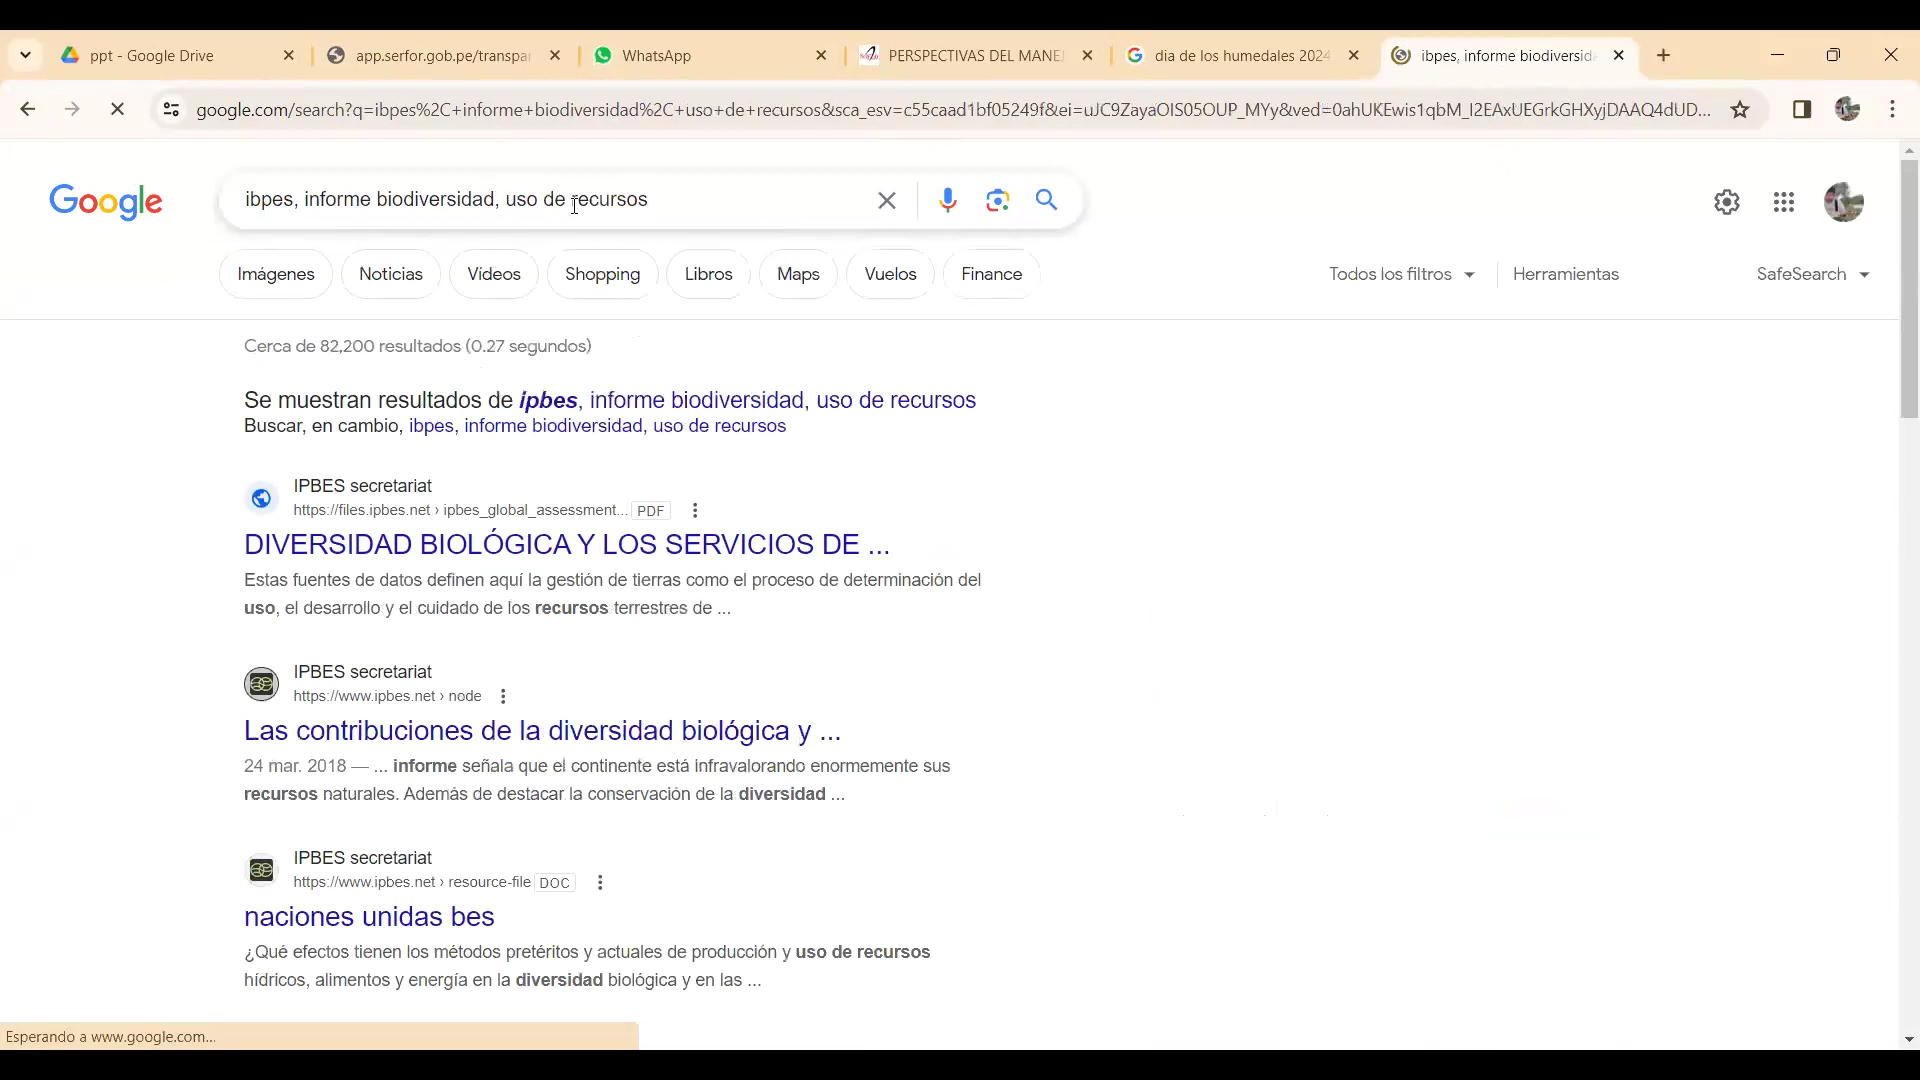 ppt - Google Drive
app.serfor.gob.pe/transpa
WhatsApp
PERSPECTIVAS DEL MANE
dia de los humedales 2024
ibpes, informe biodiversid
google.com/search?q=ibpes%2C+informe+biodiversidad%2C+uso+de+recursos&sca_esv=c55caad1bf05249f&ei=uJC9ZayaOIS05OUP_MYy&ved=0ahUKEwis1qbM_I2EAxUEGrkGHXyjDAAQ4dUD...
Google
ibpes, informe biodiversidad, uso de recursos
Imágenes
Noticias
Vídeos
Shopping
Libros
Maps
Vuelos
Finance
Todos los filtros
Herramientas
SafeSearch
Cerca de 82,200 resultados (0.27 segundos)
Se muestran resultados de ipbes, informe biodiversidad, uso de recursos
Buscar, en cambio, ibpes, informe biodiversidad, uso de recursos
IPBES secretariat
https://files.ipbes.net › ipbes_global_assessment... PDF
DIVERSIDAD BIOLÓGICA Y LOS SERVICIOS DE ...
Estas fuentes de datos definen aquí la gestión de tierras como el proceso de determinación del
uso, el desarrollo y el cuidado de los recursos terrestres de ...
IPBES secretariat
https://www.ipbes.net › node
Las contribuciones de la diversidad biológica y ...
24 mar. 2018 — ... informe señala que el continente está infravalorando enormemente sus
recursos naturales. Además de destacar la conservación de la diversidad ...
IPBES secretariat
https://www.ipbes.net › resource-file DOC
naciones unidas bes
¿Qué efectos tienen los métodos pretéritos y actuales de producción y uso de recursos
hídricos, alimentos y energía en la diversidad biológica y en las ...
Esperando a www.google.com...